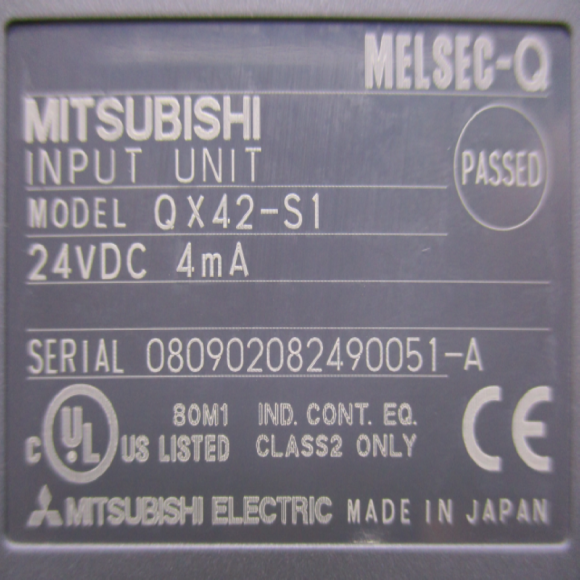 MELSEC-Q
MITSUBISHI
INPUT UNIT
PASSED
MODEL QX42-S1
24VDC 4mA
SERIAL 080902082490051-A
C UL US LISTED
80M1 IND. CONT. EQ.
CLASS2 ONLY
CE
MITSUBISHI ELECTRIC MADE IN JAPAN